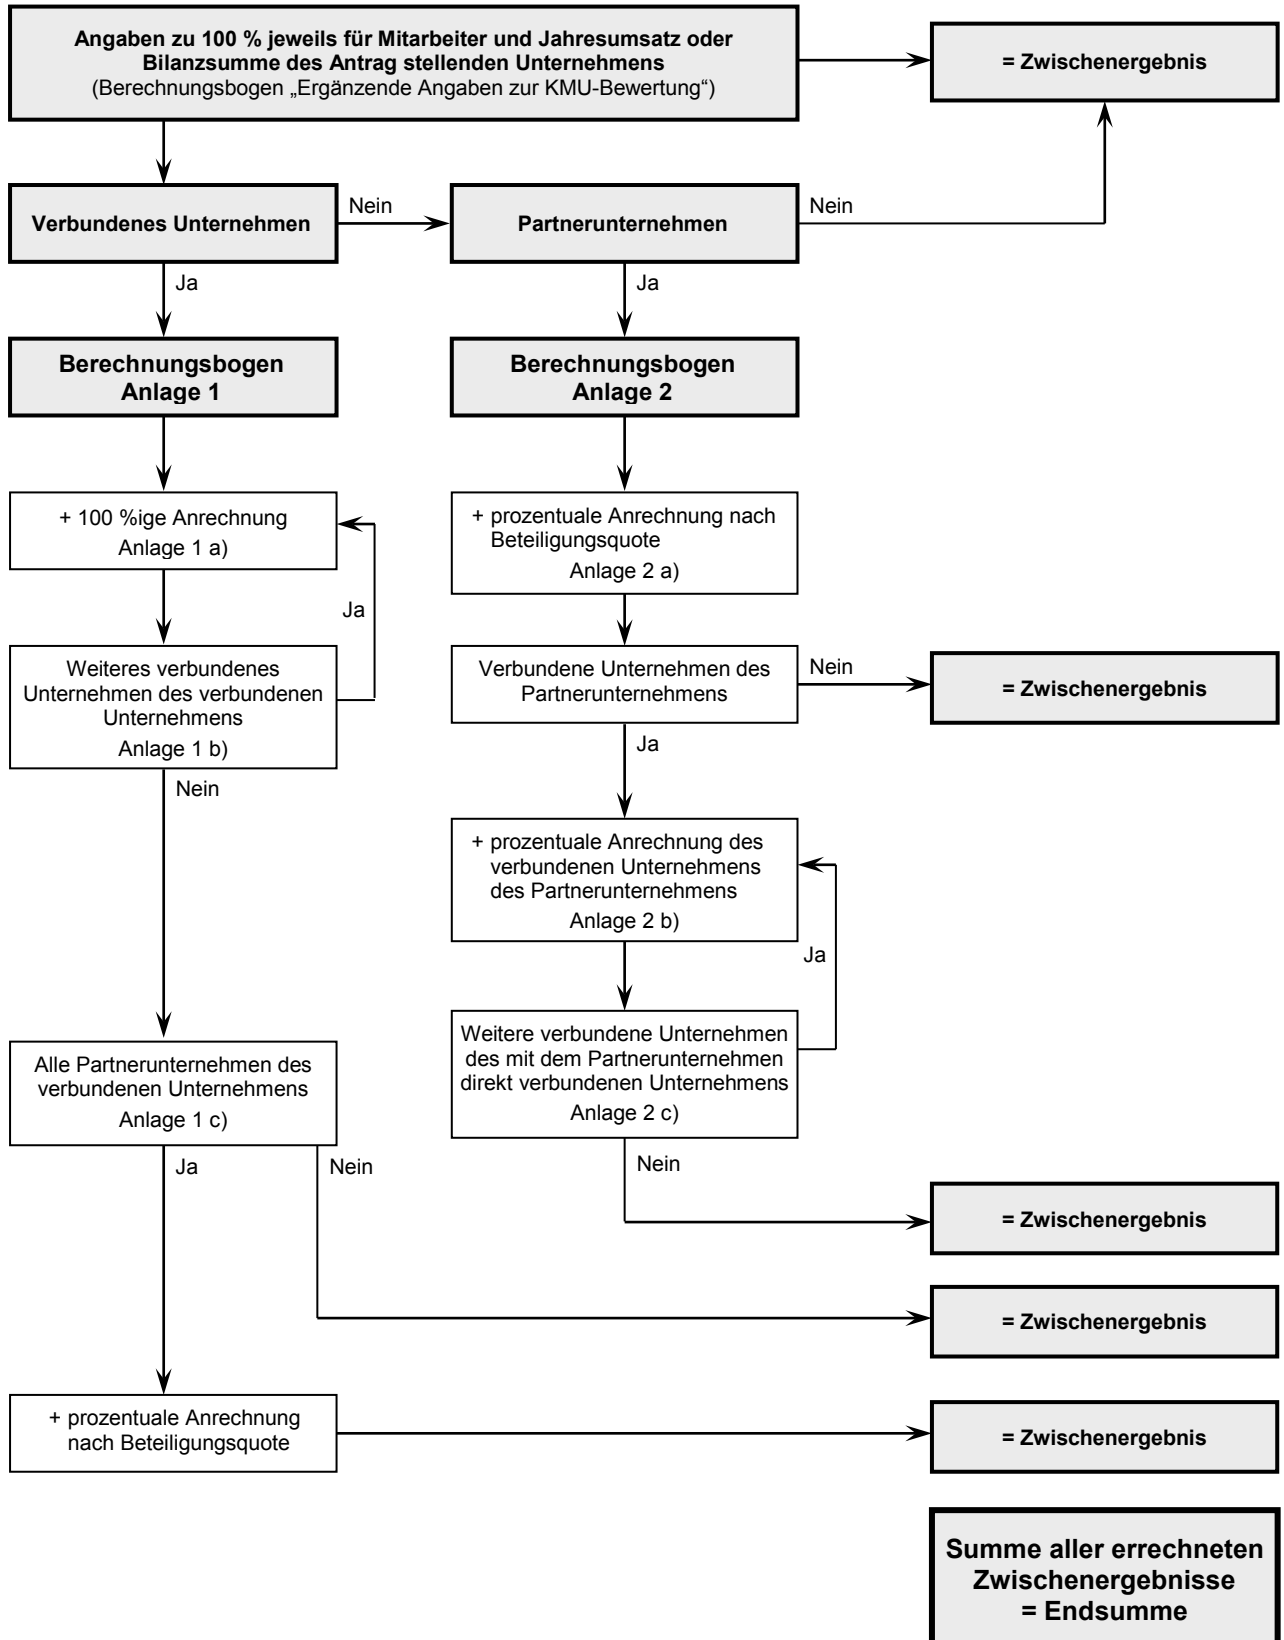 Angaben zu 100 % jeweils für Mitarbeiter und Jahresumsatz oder
Bilanzsumme des Antrag stellenden Unternehmens
(Berechnungsbogen „Ergänzende Angaben zur KMU-Bewertung“)
= Zwischenergebnis
Verbundenes Unternehmen
Nein
Partnerunternehmen
Nein
Ja
Ja
Berechnungsbogen
Anlage 1
Berechnungsbogen
Anlage 2
+ 100 %ige Anrechnung
Anlage 1 a)
+ prozentuale Anrechnung nach
Beteiligungsquote
Anlage 2 a)
Ja
Weiteres verbundenes
Unternehmen des verbundenen
Unternehmens
Anlage 1 b)
Verbundene Unternehmen des
Partnerunternehmens
Nein
= Zwischenergebnis
Nein
Ja
+ prozentuale Anrechnung des
verbundenen Unternehmens
des Partnerunternehmens
Anlage 2 b)
Ja
Alle Partnerunternehmen des
verbundenen Unternehmens
Anlage 1 c)
Weitere verbundene Unternehmen
des mit dem Partnerunternehmen
direkt verbundenen Unternehmens
Anlage 2 c)
Ja
Nein
Nein
= Zwischenergebnis
= Zwischenergebnis
+ prozentuale Anrechnung
nach Beteiligungsquote
= Zwischenergebnis
Summe aller errechneten
Zwischenergebnisse
= Endsumme